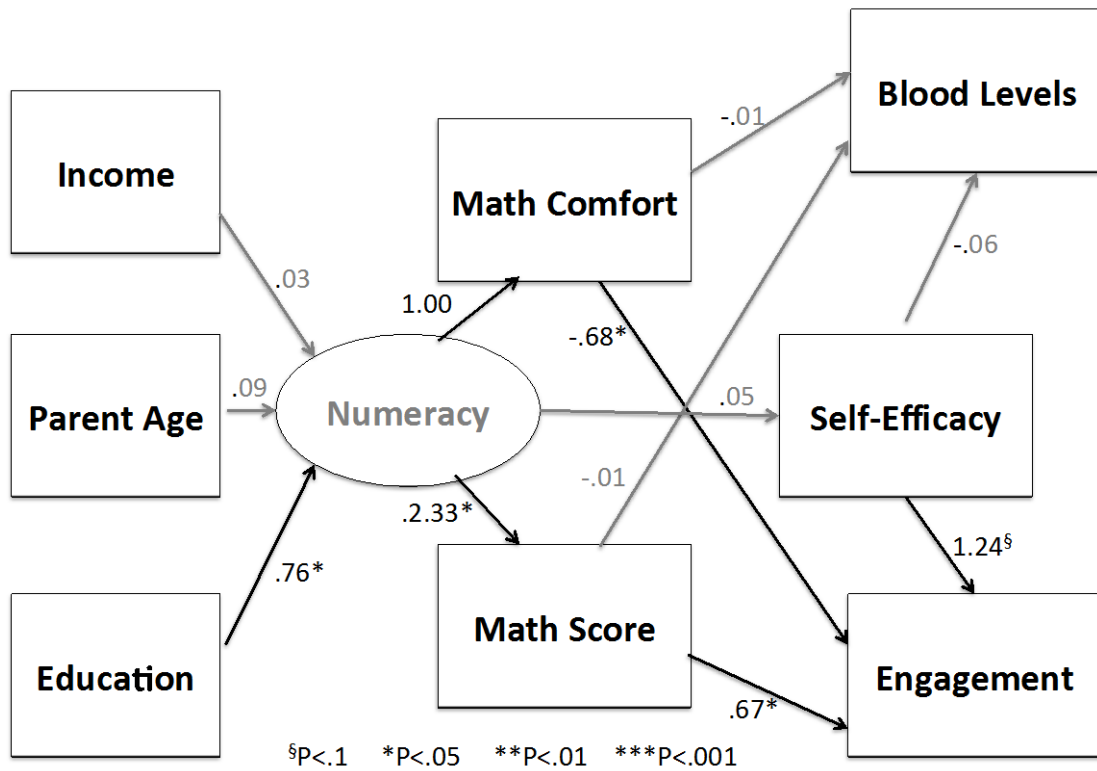 Blood Levels
Income
-.01
Math Comfort
-.06
.03
1.00
-.68*
.09
.05
Parent Age
Numeracy
Self-Efficacy
-.01
.2.33*
.76*
1.24§
Math Score
Education
Engagement
.67*
§P<.1 *P<.05 **P<.01 ***P<.001